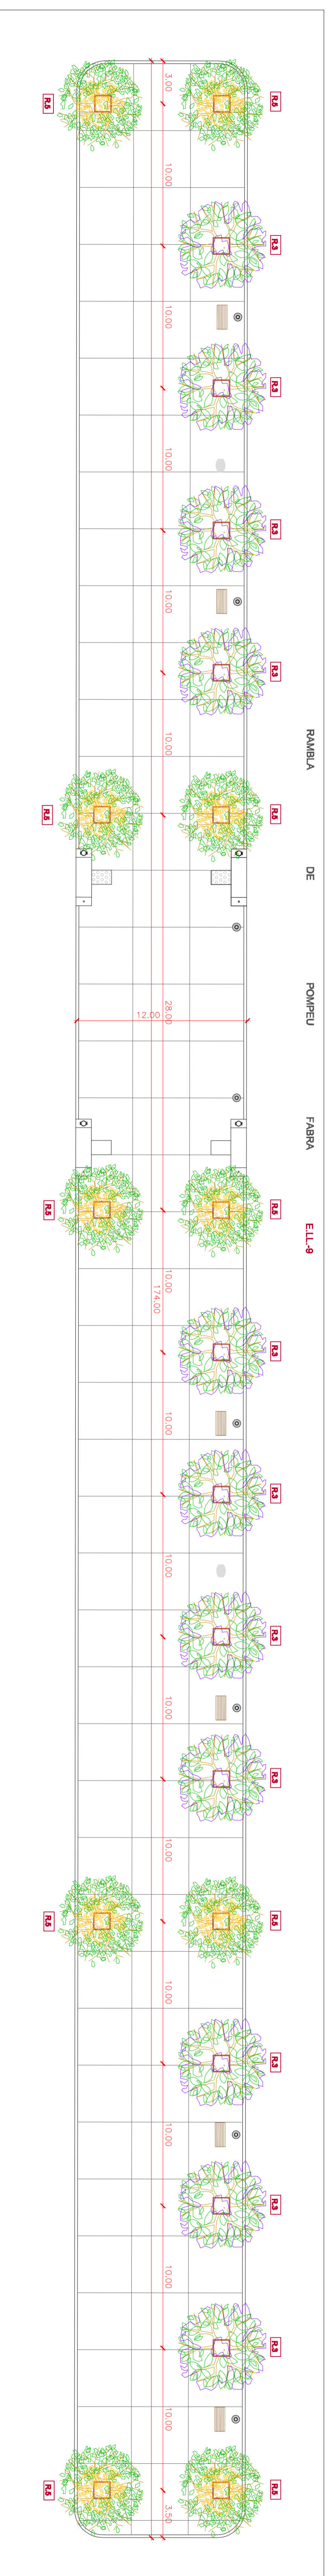 RAMBLA DE POMPEU FABRA E.LL.-9
R.5 R.3 R.3 R.3 R.3 R.5 R.5 R.3 R.3 R.3 R.3 R.5 R.3 R.3 R.3 R.5
3.00 10.00 10.00 10.00 10.00 10.00 28.00 10.00 10.00 10.00 10.00 10.00 10.00 10.00 10.00 10.00 3.50
12.00
174.00
R.5 R.5 R.5 R.5 R.5